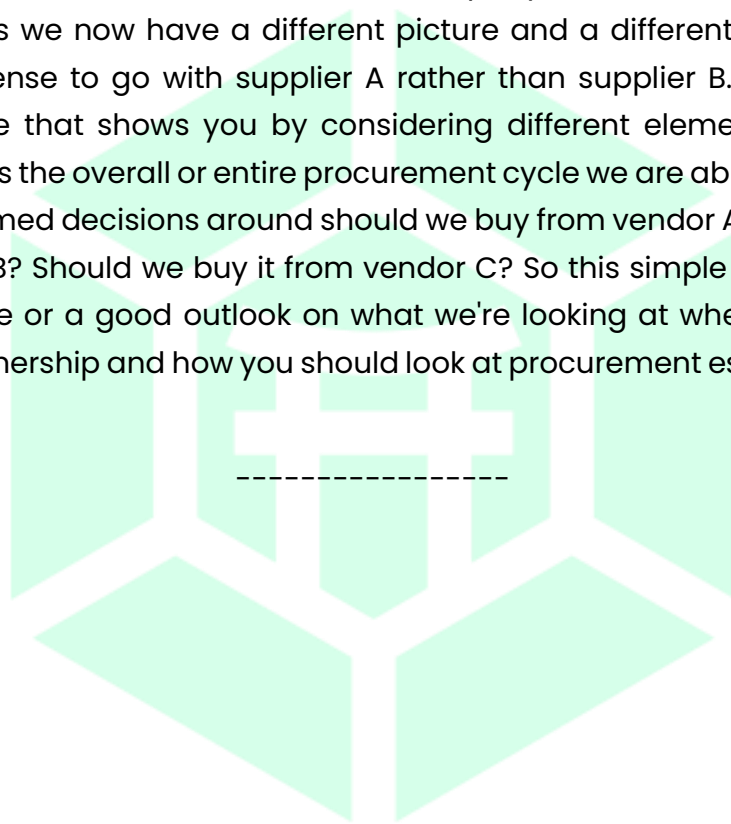 s we now have a different picture and a different
ense to go with supplier A rather than supplier B.
e that shows you by considering different eleme
s the overall or entire procurement cycle we are ab
med decisions around should we buy from vendor A
B? Should we buy it from vendor C? So this simple
e or a good outlook on what we're looking at whe
nership and how you should look at procurement es
------------------